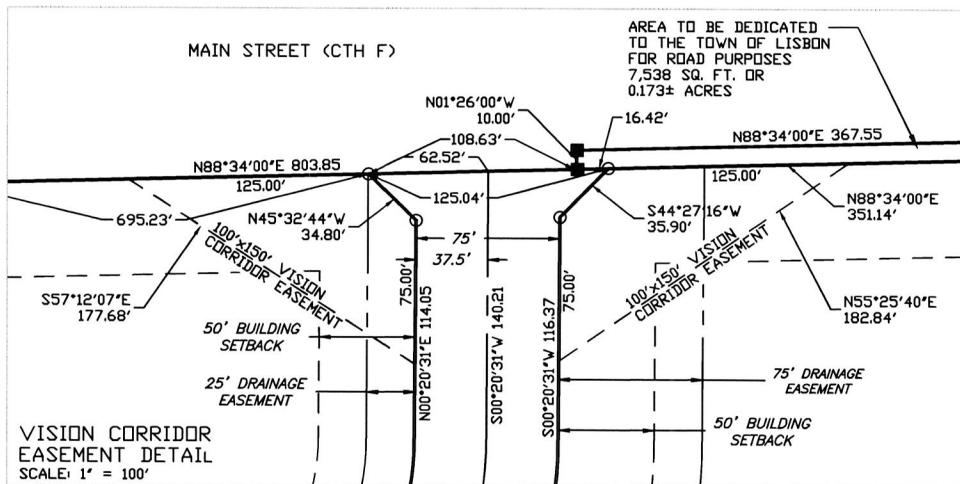 MAIN STREET (CTH F)
AREA TO BE DEDICATED
TO THE TOWN OF LISBON
FOR ROAD PURPOSES
7,538 SQ. FT. OR
0.173± ACRES
N01°26'00"W
10.00'
16.42'
108.63'
62.52'
N88°34'00"E 367.55
N88°34'00"E 803.85
125.00'
125.04'
125.00'
N88°34'00"E
351.14'
695.23'
N45°32'44"W
34.80'
S44°27'16"W
35.90'
75'
37.5'
100'x150' VISION
CORRIDOR EASEMENT
100'x150' VISION
CORRIDOR EASEMENT
S57°12'07"E
177.68'
N55°25'40"E
182.84'
75.00'
N00°20'31"E 114.05
S00°20'31"W 140.21
75.00'
S00°20'31"W 116.37
50' BUILDING
SETBACK
25' DRAINAGE
EASEMENT
75' DRAINAGE
EASEMENT
50' BUILDING
SETBACK
VISION CORRIDOR
EASEMENT DETAIL
SCALE: 1" = 100'